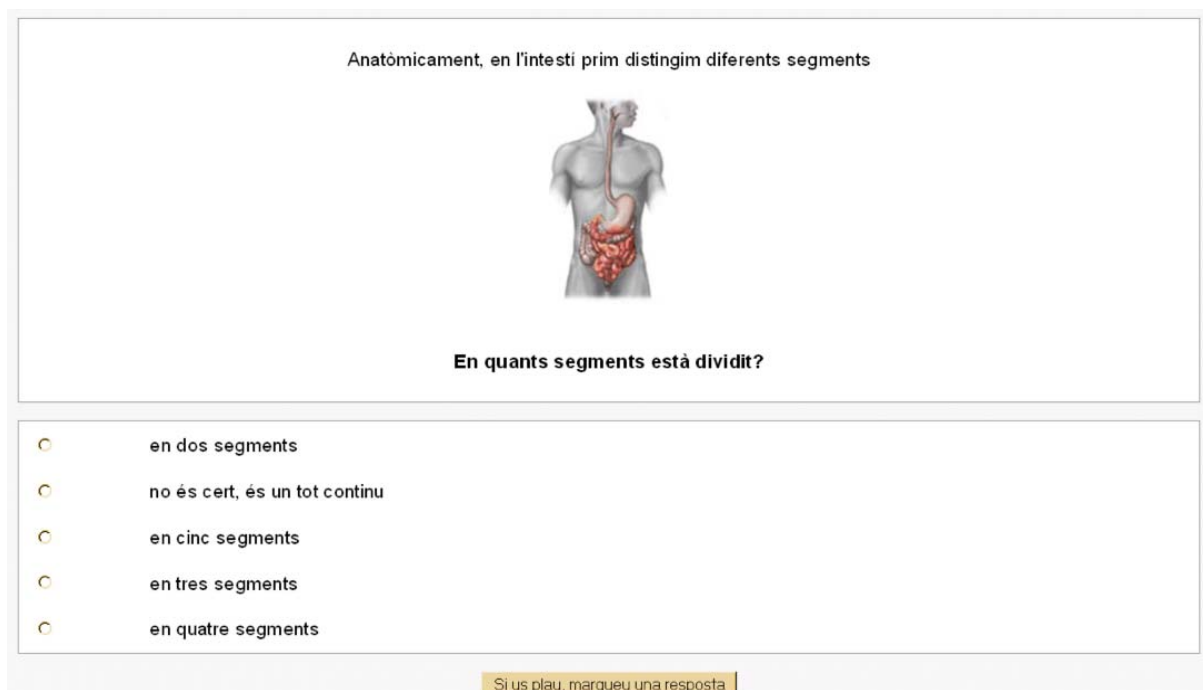 Anatòmicament, en l'intestí prim distingim diferents segments
En quants segments està dividit?
en dos segments
no és cert, és un tot continu
en cinc segments
en tres segments
en quatre segments
Si us plau, marqueu una resposta